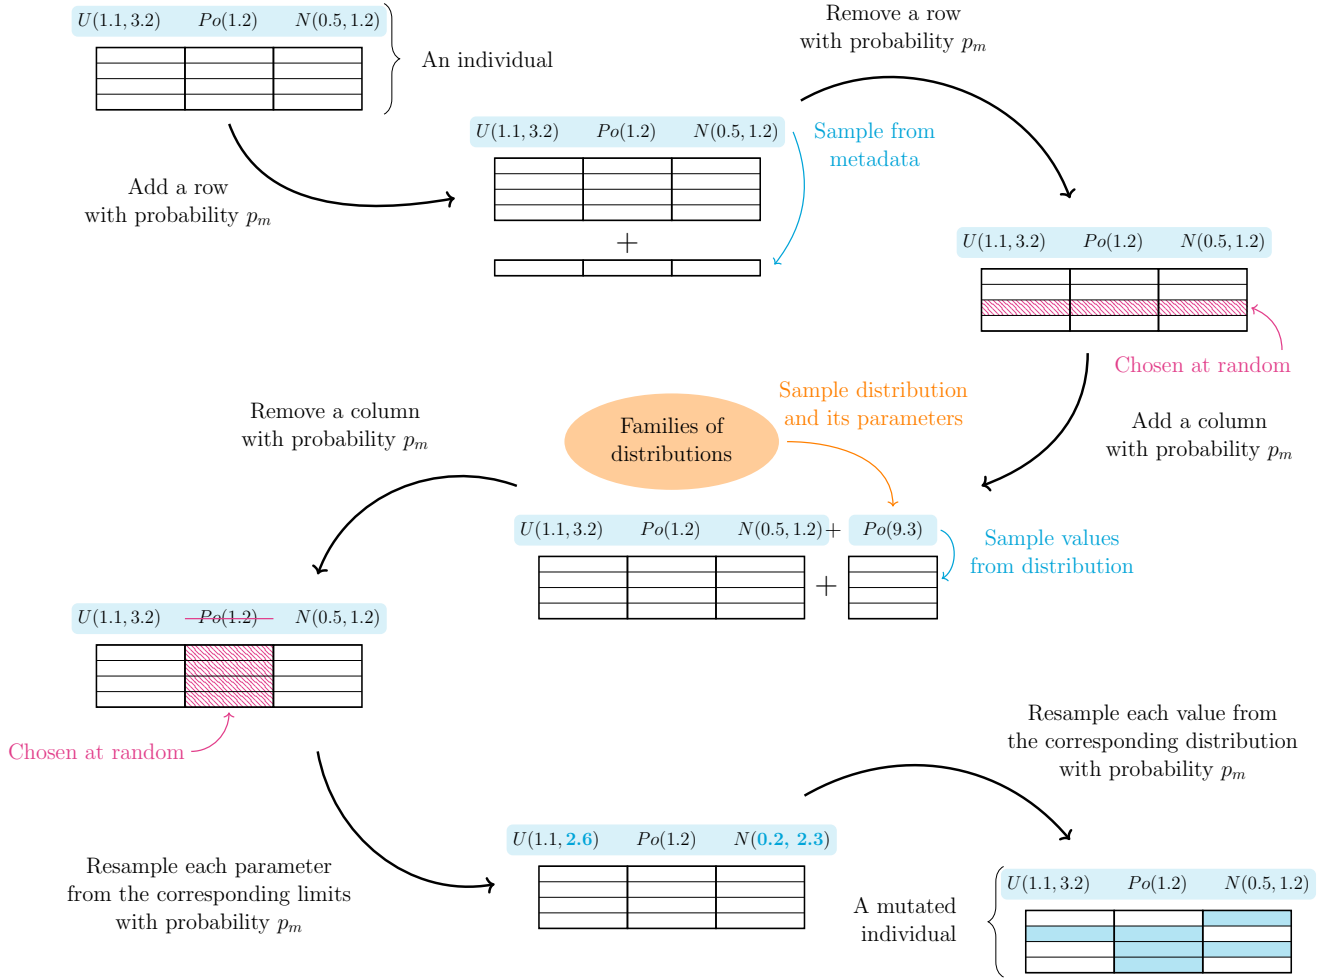 U(1.1, 3.2) Po(1.2) N(0.5, 1.2)
An individual
Add a row
with probability p_m
U(1.1, 3.2) Po(1.2) N(0.5, 1.2)
+
Sample from
metadata
Remove a row
with probability p_m
U(1.1, 3.2) Po(1.2) N(0.5, 1.2)
Chosen at random
Add a column
with probability p_m
Sample distribution
and its parameters
Families of
distributions
U(1.1, 3.2) Po(1.2) N(0.5, 1.2) + Po(9.3)
+
Sample values
from distribution
Remove a column
with probability p_m
U(1.1, 3.2) Po(1.2) N(0.5, 1.2)
Chosen at random
Resample each parameter
from the corresponding limits
with probability p_m
U(1.1, 2.6) Po(1.2) N(0.2, 2.3)
Resample each value from
the corresponding distribution
with probability p_m
U(1.1, 3.2) Po(1.2) N(0.5, 1.2)
A mutated
individual